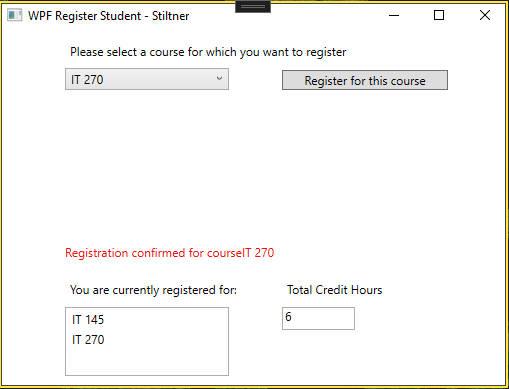 WPF Register Student - Stiltner
Please select a course for which you want to register
IT 270
Register for this course
Registration confirmed for courseIT 270
You are currently registered for:
Total Credit Hours
IT 145
IT 270
6